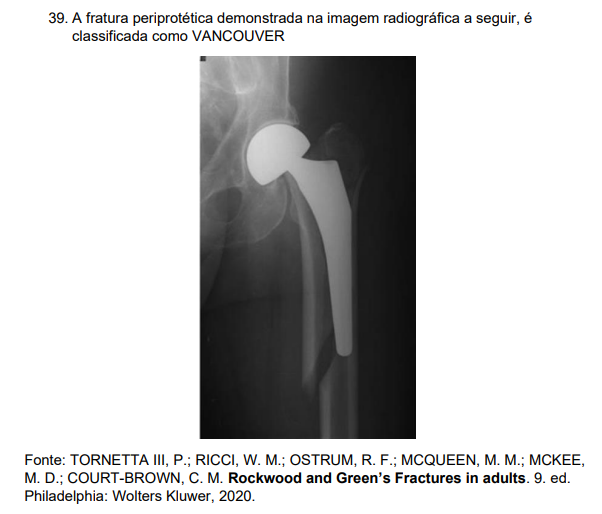 39. A fratura periprotética demonstrada na imagem radiográfica a seguir, é
classificada como VANCOUVER
Fonte: TORNETTA III, P.; RICCI, W. M.; OSTRUM, R. F.; MCQUEEN, M. M.; MCKEE,
M. D.; COURT-BROWN, C. M. Rockwood and Green’s Fractures in adults. 9. ed.
Philadelphia: Wolters Kluwer, 2020.